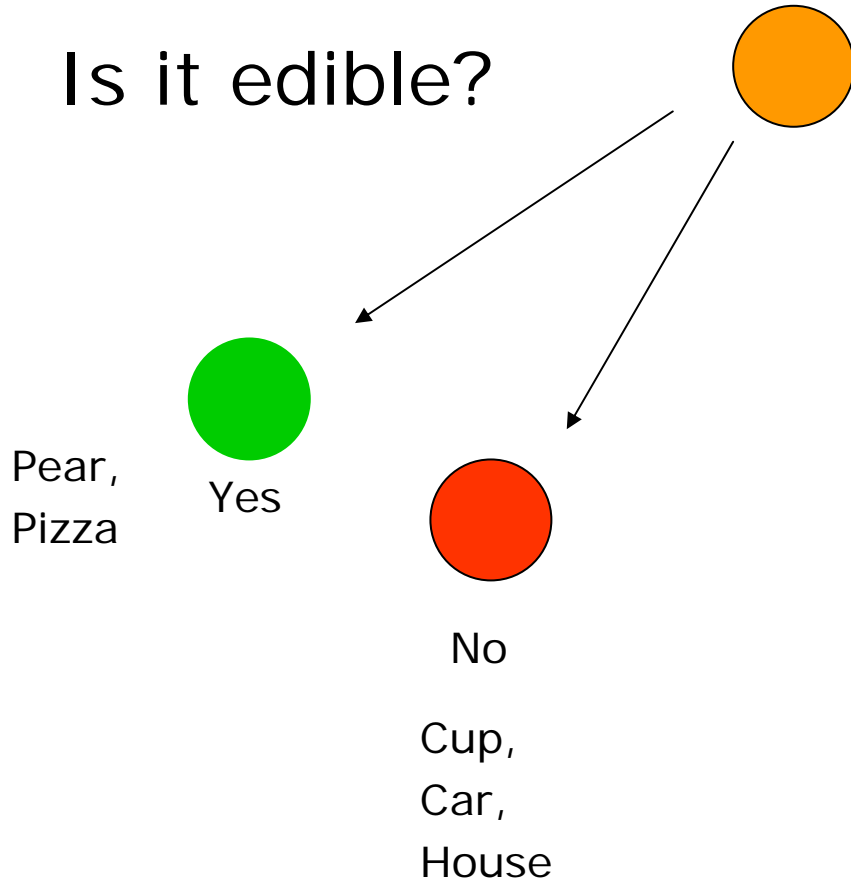 Is it edible?
Pear,
Pizza
Yes
No
Cup,
Car,
House